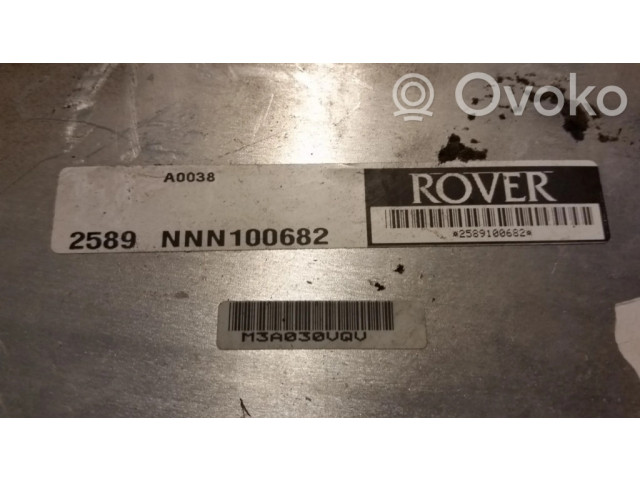 Ovoko
A0038
ROVER
2589 NNN100682
*2589100682*
M3A030VQV